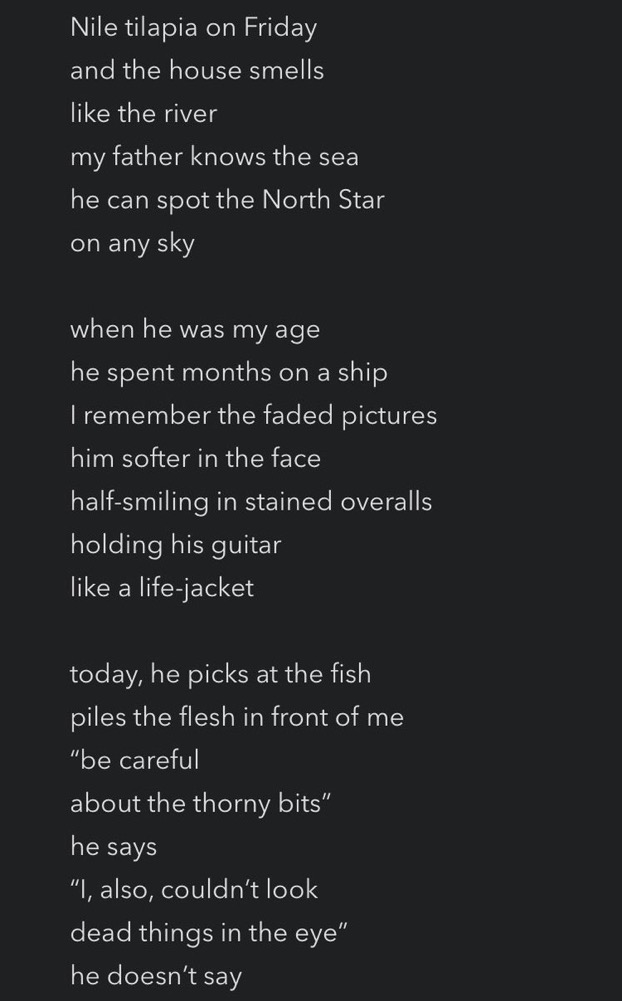 Nile tilapia on Friday
and the house smells
like the river
my father knows the sea
he can spot the North Star
on any sky
when he was my age
he spent months on a ship
I remember the faded pictures
him softer in the face
half-smiling in stained overalls
holding his guitar
like a life-jacket
today, he picks at the fish
piles the flesh in front of me
“be careful
about the thorny bits”
he says
“I, also, couldn’t look
dead things in the eye”
he doesn’t say